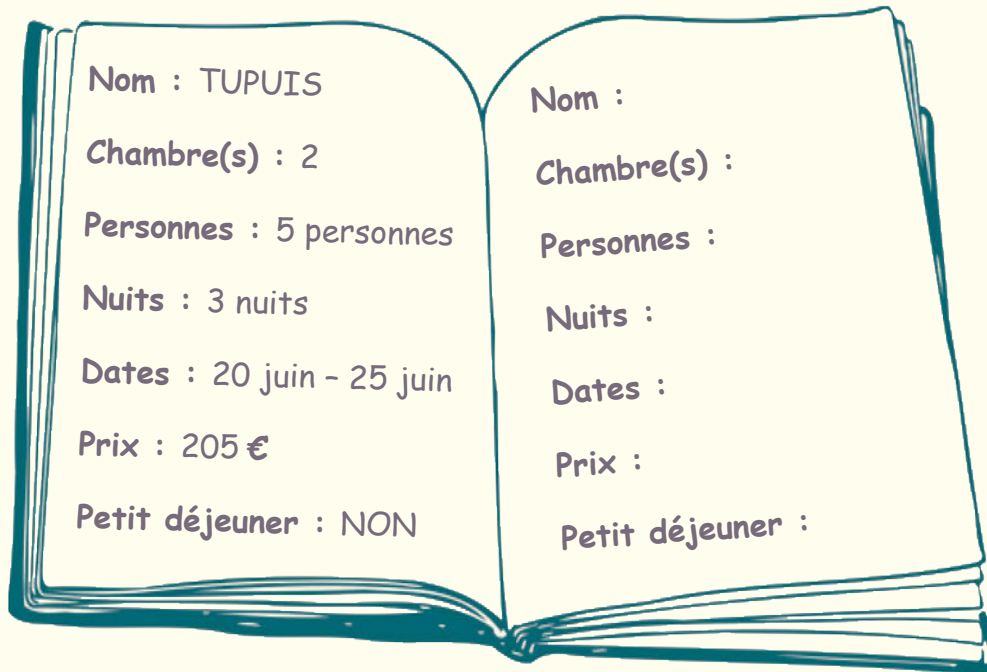 Nom : TUPUIS
Chambre(s) : 2
Personnes : 5 personnes
Nuits : 3 nuits
Dates : 20 juin – 25 juin
Prix : 205 €
Petit déjeuner : NON
Nom :
Chambre(s) :
Personnes :
Nuits :
Dates :
Prix :
Petit déjeuner :